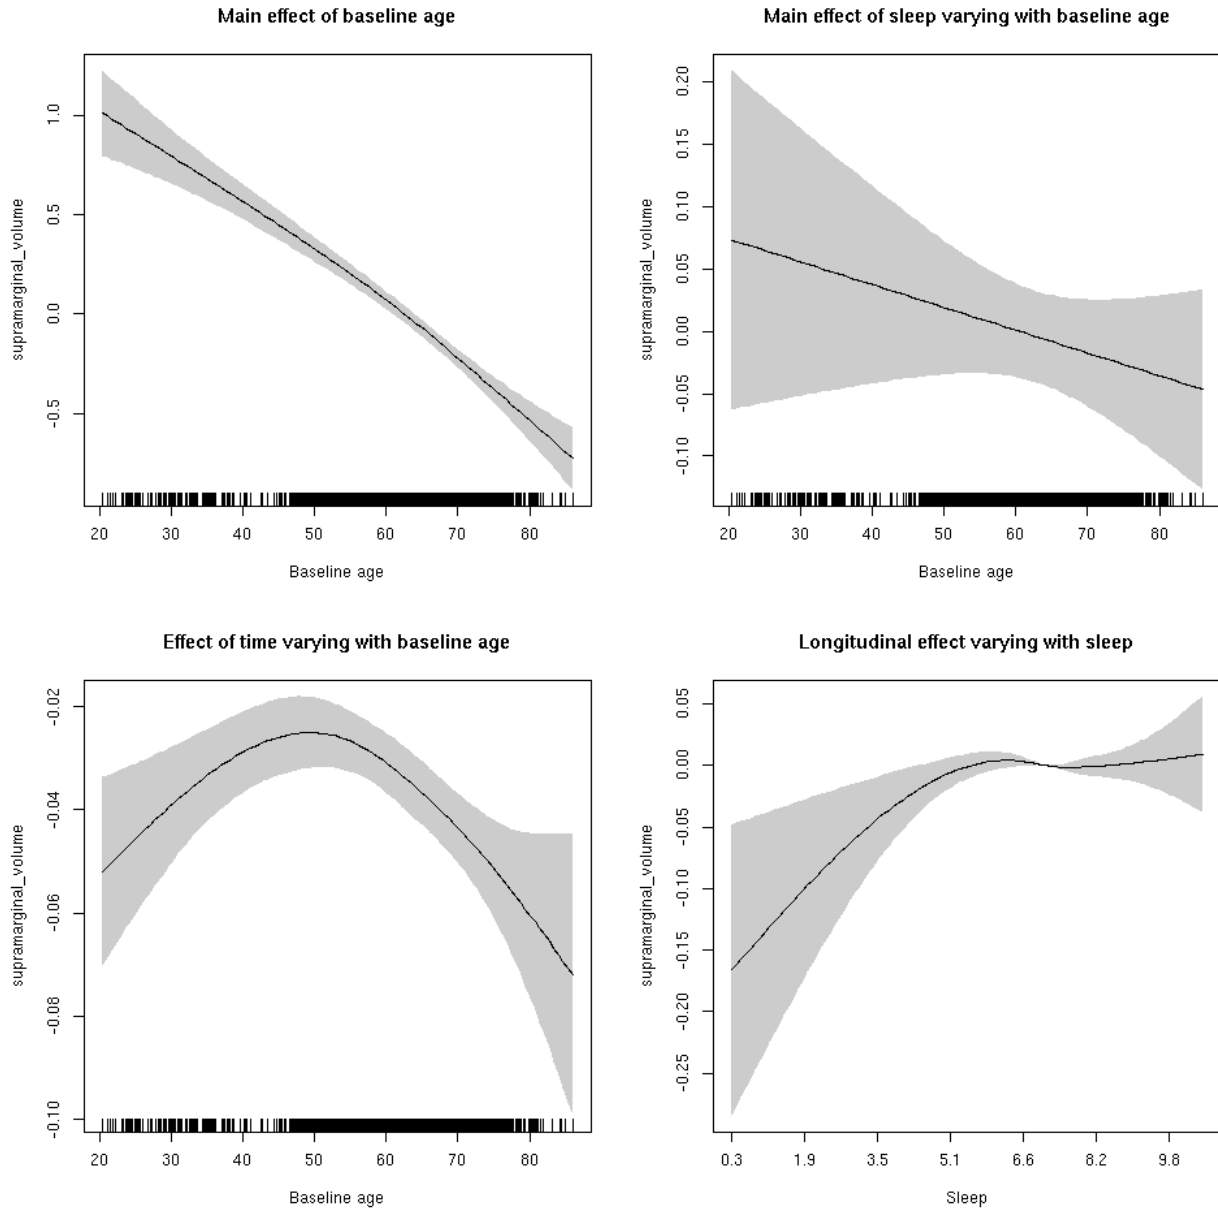 Main effect of baseline age
supramarginal_volume
1.0
0.5
0.0
-0.5
20 30 40 50 60 70 80
Baseline age
Main effect of sleep varying with baseline age
supramarginal_volume
0.20
0.15
0.10
0.05
0.00
-0.05
-0.10
20 30 40 50 60 70 80
Baseline age
Effect of time varying with baseline age
supramarginal_volume
-0.02
-0.04
-0.06
-0.08
-0.10
20 30 40 50 60 70 80
Baseline age
Longitudinal effect varying with sleep
supramarginal_volume
0.05
0.00
-0.05
-0.10
-0.15
-0.20
-0.25
0.3 1.9 3.5 5.1 6.6 8.2 9.8
Sleep